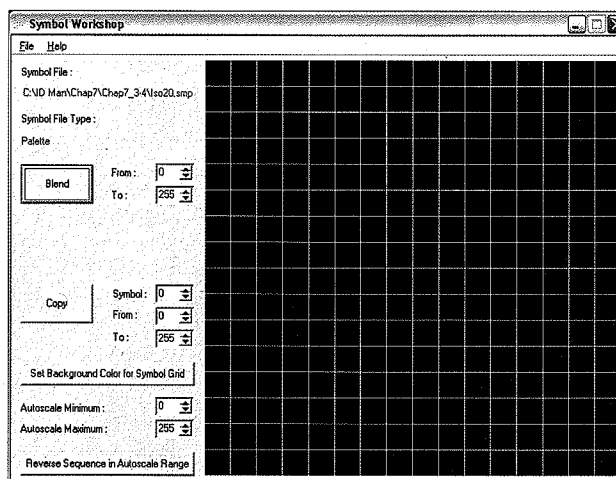 Symbol Workshop
File Help
Symbol File :
C:\ID Man\Chap7\Chap7_3-4\Iso20.smp
Symbol File Type :
Palette
Blend
From : 0
To : 255
Copy
Symbol : 0
From : 0
To : 255
Set Background Color for Symbol Grid
Autoscale Minimum : 0
Autoscale Maximum : 255
Reverse Sequence in Autoscale Range